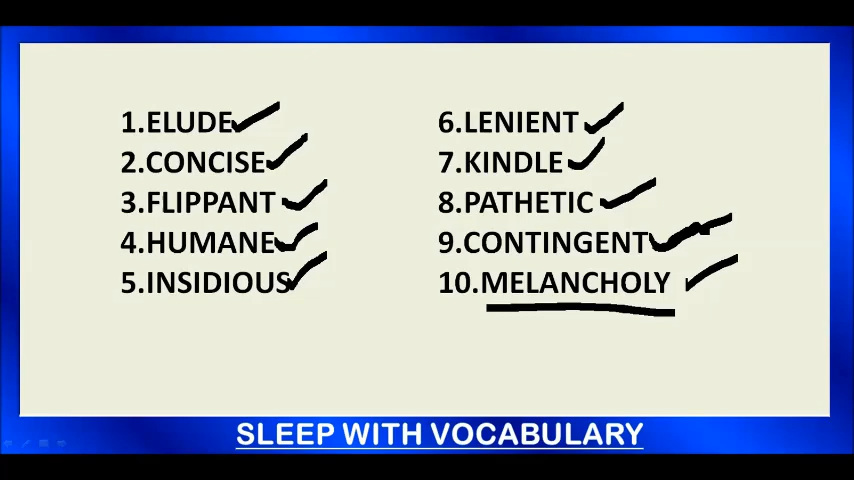 1.ELUDE
2.CONCISE
3.FLIPPANT
4.HUMANE
5.INSIDIOUS
6.LENIENT
7.KINDLE
8.PATHETIC
9.CONTINGENT
10.MELANCHOLY
SLEEP WITH VOCABULARY